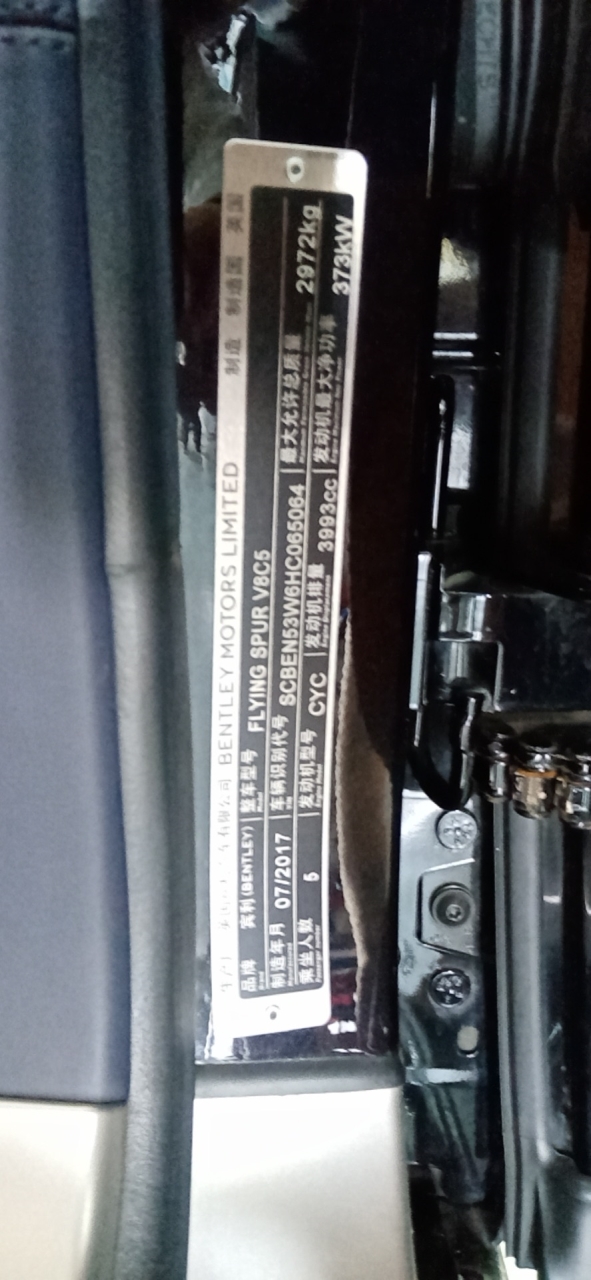 BENTLEY MOTORS LIMITED 制造 制造国 英国
品牌 宾利(BENTLEY) 整车型号 FLYING SPUR V8C5
制造年月 07/2017 车辆识别代号 SCBEN53W6HC065064 最大允许总质量 2972kg
乘坐人数 5 发动机型号 CYC 发动机排量 3993cc 发动机最大净功率 373kW